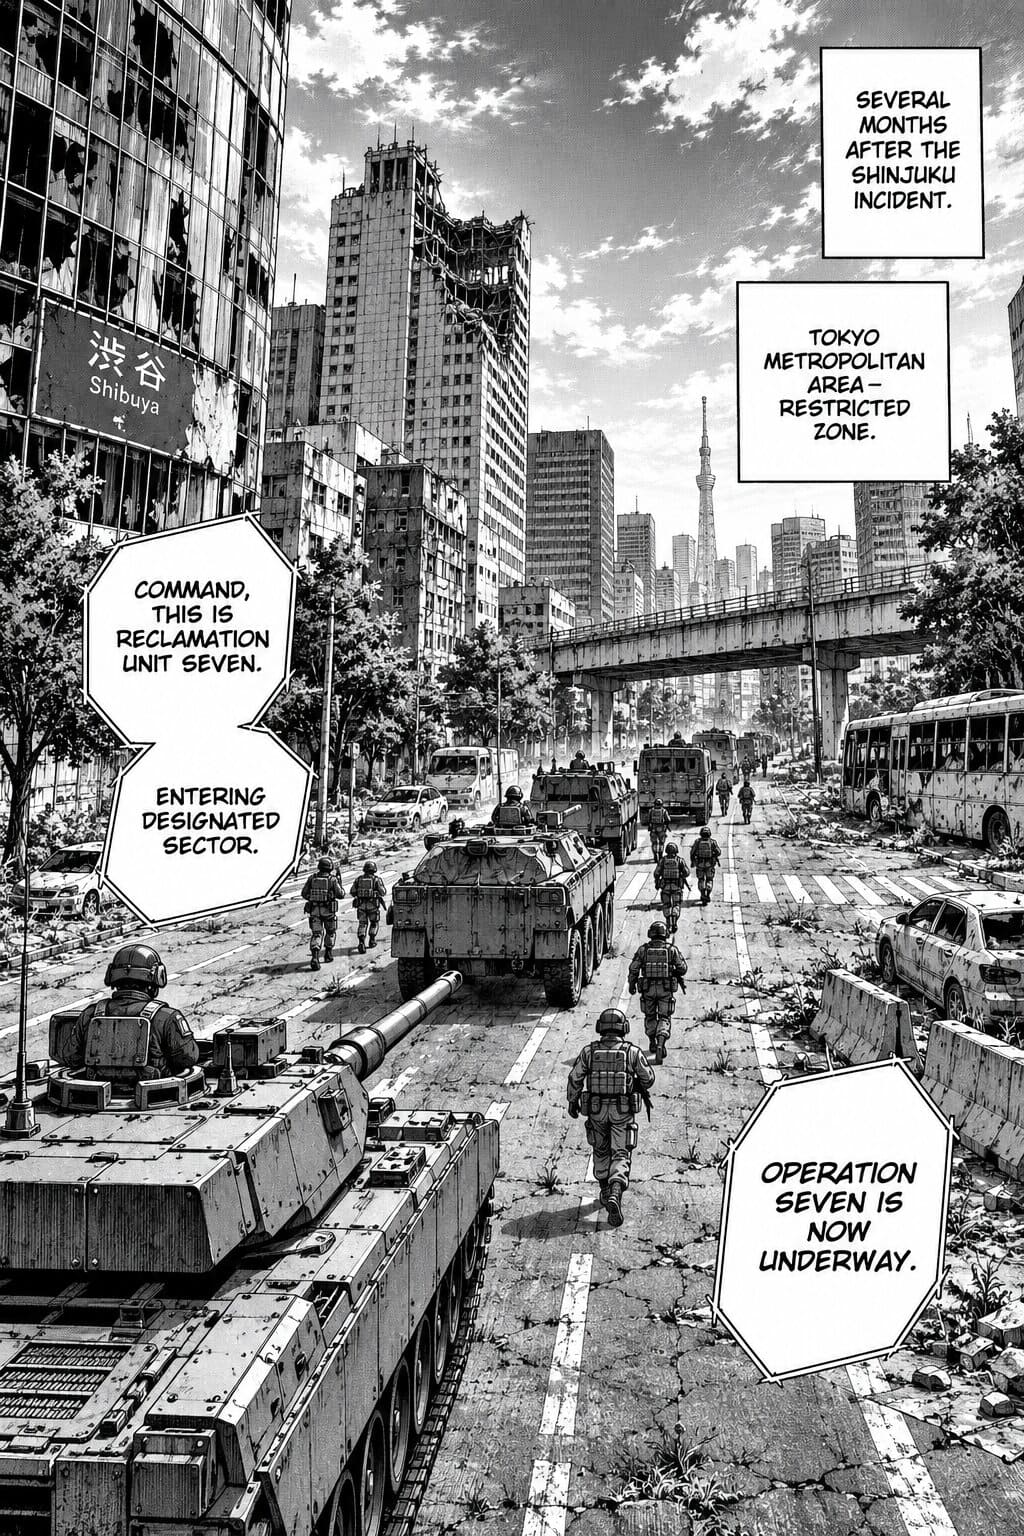 SEVERAL
MONTHS
AFTER THE
SHINJUKU
INCIDENT.
TOKYO
METROPOLITAN
AREA–
RESTRICTED
ZONE.
渋谷
Shibuya
COMMAND,
THIS IS
RECLAMATION
UNIT SEVEN.
ENTERING
DESIGNATED
SECTOR.
OPERATION
SEVEN IS
NOW
UNDERWAY.